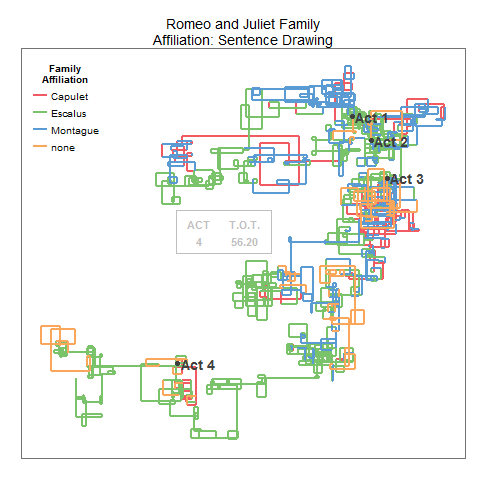 Romeo and Juliet Family
Affiliation: Sentence Drawing
Family
Affiliation
Capulet
Escalus
Montague
none
Act 1
Act 2
Act 3
ACT T.O.T.
4 56.20
Act 4